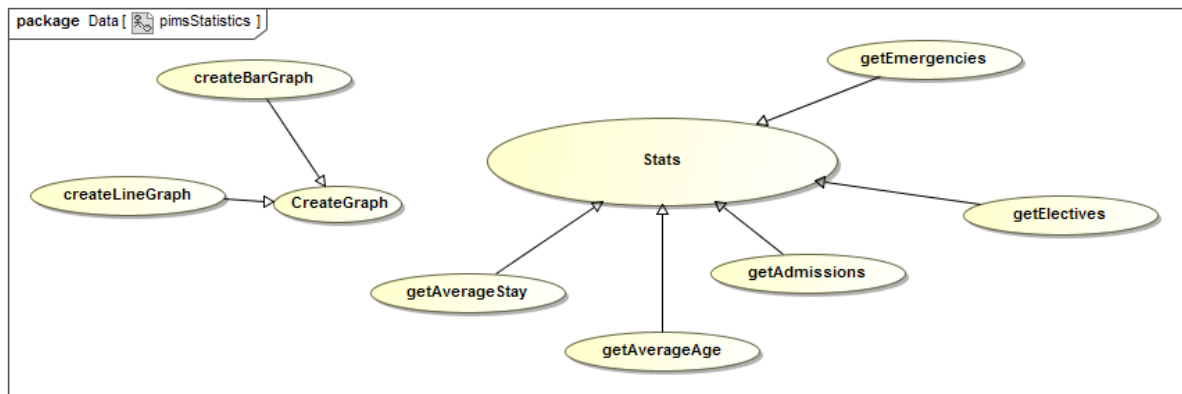 package Data [ pimsStatistics ]
getEmergencies
createBarGraph
Stats
createLineGraph
CreateGraph
getElectives
getAdmissions
getAverageStay
getAverageAge